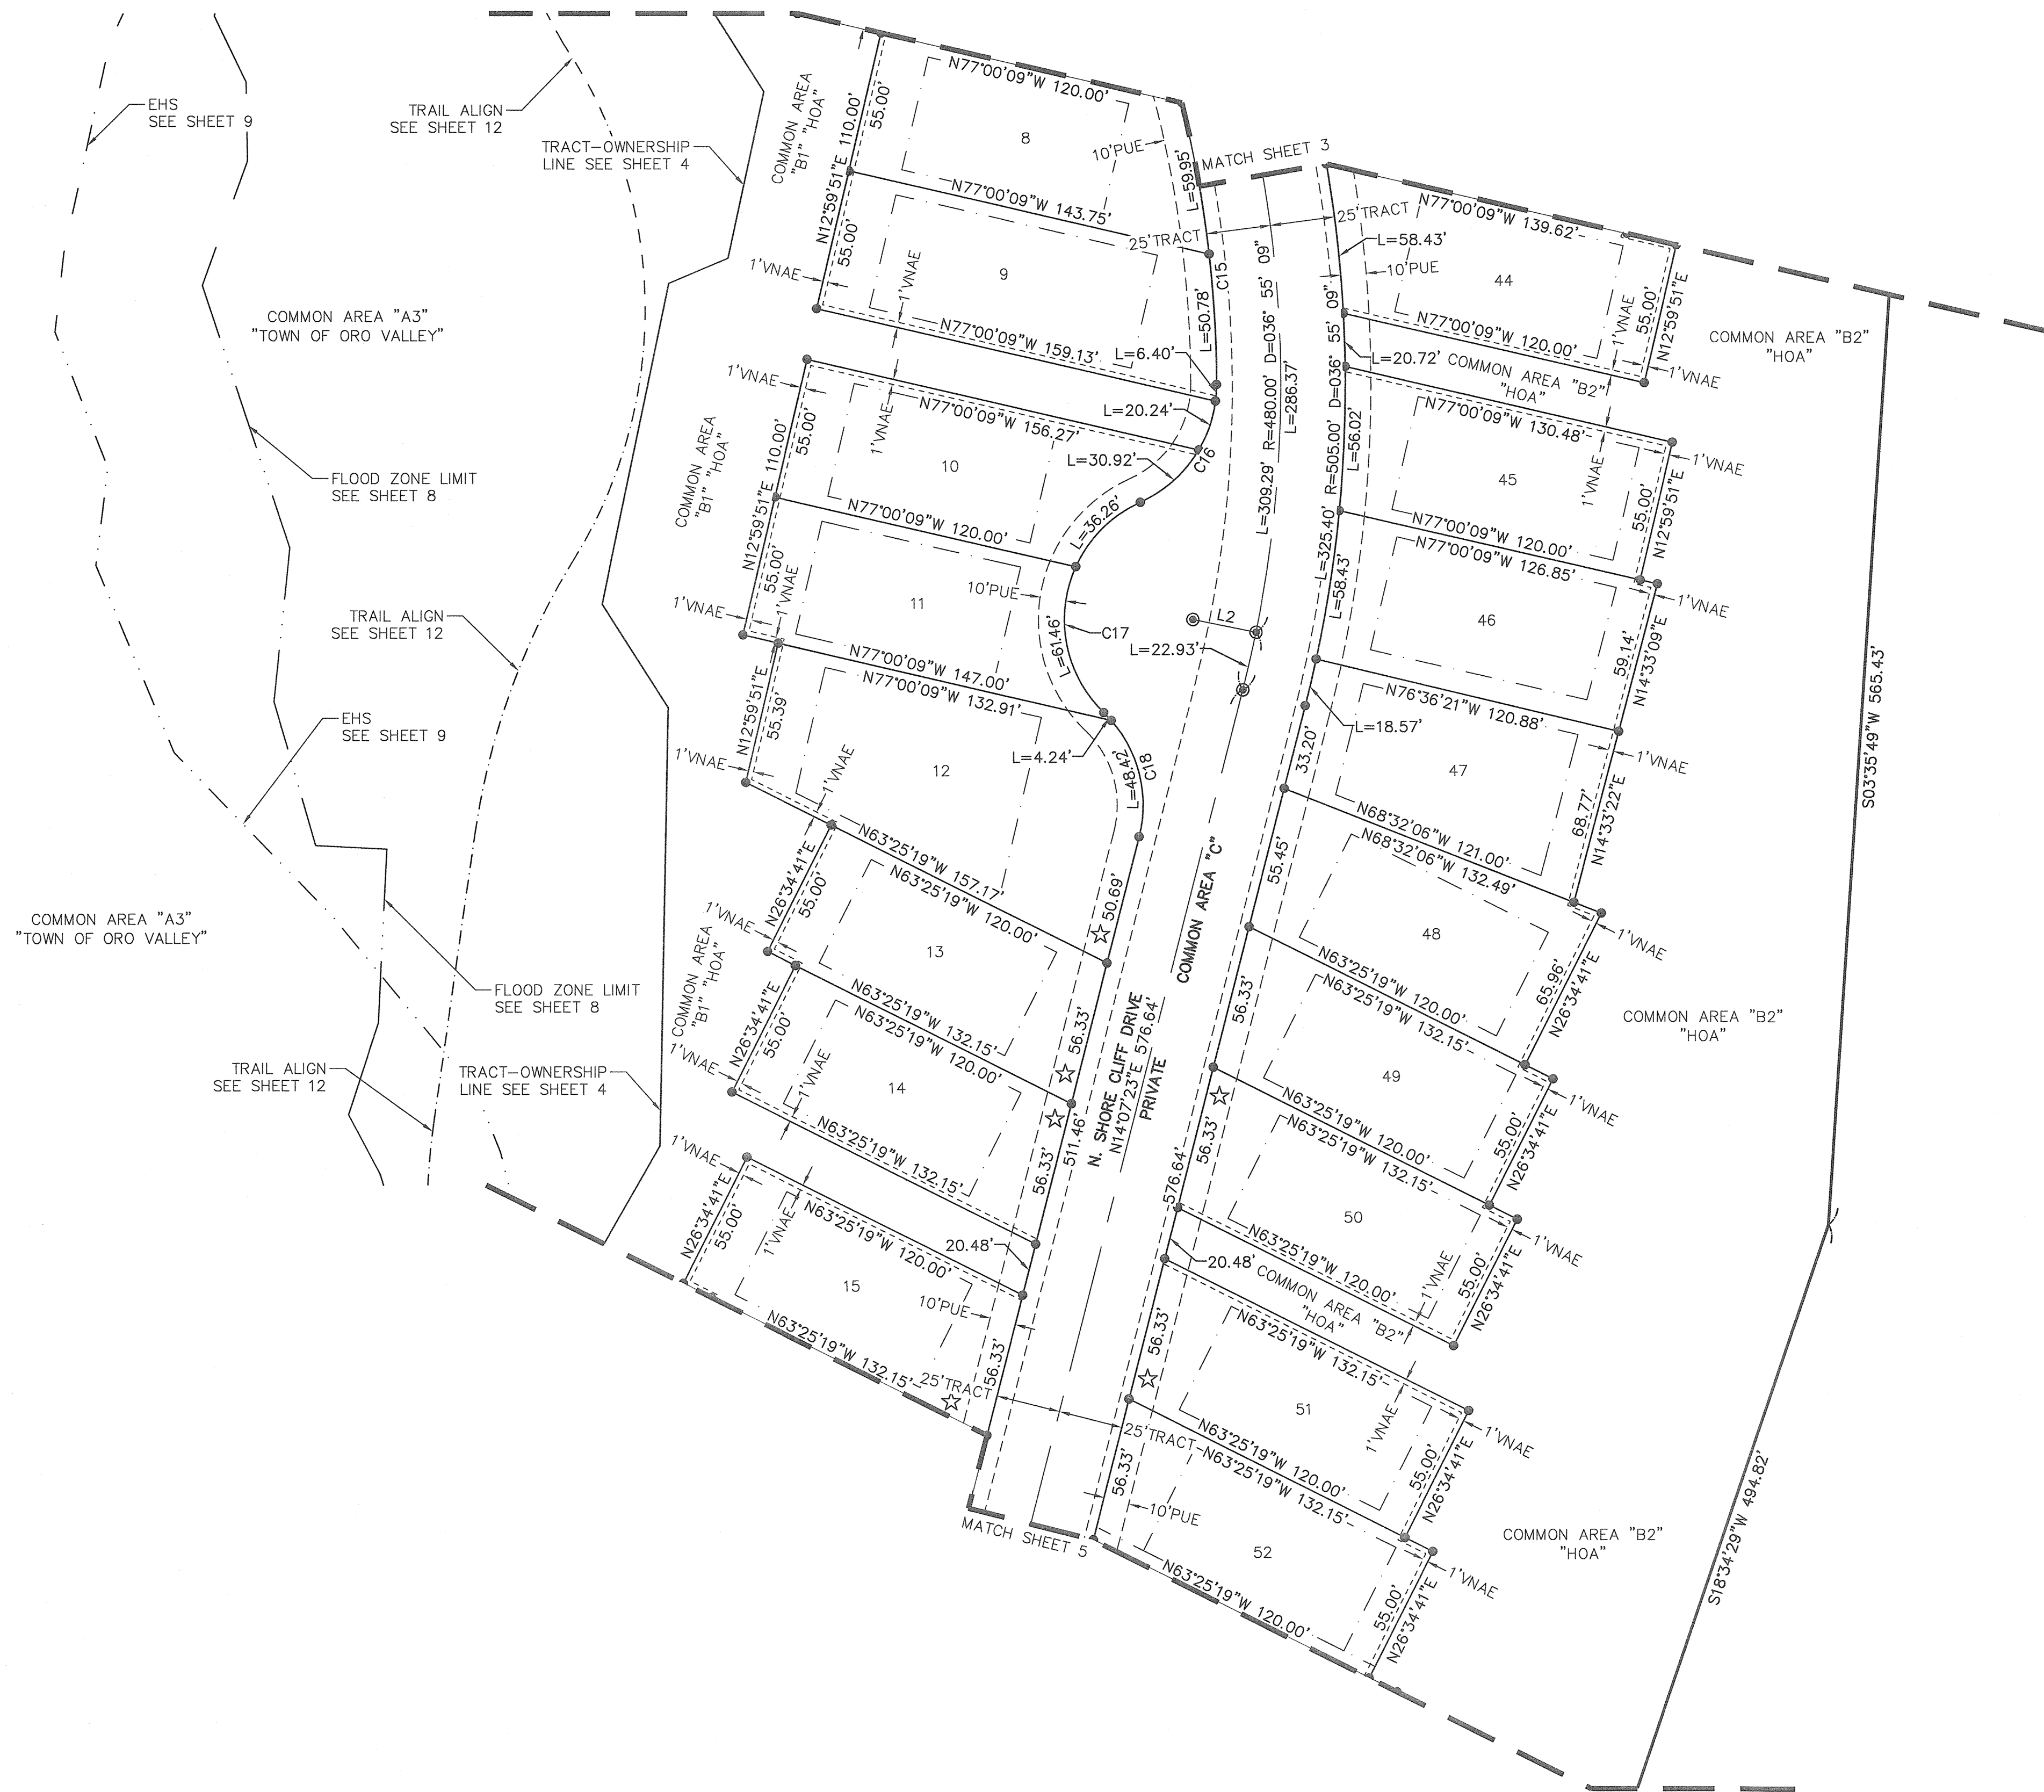 EHS
SEE SHEET 9
TRAIL ALIGN
SEE SHEET 12
TRACT-OWNERSHIP
LINE SEE SHEET 4
COMMON AREA "A3"
"TOWN OF ORO VALLEY"
FLOOD ZONE LIMIT
SEE SHEET 8
TRAIL ALIGN
SEE SHEET 12
EHS
SEE SHEET 9
COMMON AREA "A3"
"TOWN OF ORO VALLEY"
FLOOD ZONE LIMIT
SEE SHEET 8
TRAIL ALIGN
SEE SHEET 12
TRACT-OWNERSHIP
LINE SEE SHEET 4
COMMON AREA
"B1" "HOA"
N12°59'51"E 110.00'
55.00'
N77°00'09"W 120.00'
8
10'PUE
L=59.95'
MATCH SHEET 3
N77°00'09"W 143.75'
25'TRACT
55.00'
1'VNAE
1'VNAE
9
L=50.78'
C15
N77°00'09"W 159.13'
L=6.40'
1'VNAE
1'VNAE
L=20.24'
COMMON AREA
"B1" "HOA"
N12°59'51"E 110.00'
55.00'
N77°00'09"W 156.27'
10
L=30.92'
C16
N77°00'09"W 120.00'
L=36.26'
55.00'
1'VNAE
1'VNAE
11
10'PUE
C17
L=61.46'
N77°00'09"W 147.00'
N77°00'09"W 132.91'
N12°59'51"E
55.39'
1'VNAE
1'VNAE
12
L=4.24'
L=48.42'
C18
N63°25'19"W 157.17'
N63°25'19"W 120.00'
50.69'
N26°34'41"E
55.00'
1'VNAE
13
COMMON AREA
"B1" "HOA"
N63°25'19"W 132.15'
N63°25'19"W 120.00'
56.33'
N26°34'41"E
55.00'
1'VNAE
1'VNAE
14
511.46'
56.33'
N63°25'19"W 132.15'
20.48'
1'VNAE
1'VNAE
N26°34'41"E
55.00'
N63°25'19"W 120.00'
15
10'PUE
56.33'
N63°25'19"W 132.15'
25'TRACT
MATCH SHEET 5
L=309.29' R=480.00' D=036° 55' 09"
L=286.37'
L2
L=22.93'
COMMON AREA "C"
N. SHORE CLIFF DRIVE
N14°07'23"E 576.64'
PRIVATE
25'TRACT
N77°00'09"W 139.62'
L=58.43'
10'PUE
44
1'VNAE
55.00'
N12°59'51"E
N77°00'09"W 120.00'
1'VNAE
L=20.72'
COMMON AREA "B2"
"HOA"
COMMON AREA "B2"
"HOA"
L=325.40' R=505.00' D=036° 55' 09"
L=56.02'
N77°00'09"W 130.48'
1'VNAE
1'VNAE
45
55.00'
N12°59'51"E
N77°00'09"W 120.00'
N77°00'09"W 126.85'
1'VNAE
L=58.43'
46
59.14'
N14°33'09"E
N76°36'21"W 120.88'
L=18.57'
33.20'
47
1'VNAE
68.77'
N14°33'22"E
N68°32'06"W 121.00'
N68°32'06"W 132.49'
55.45'
48
1'VNAE
65.96'
N26°34'41"E
COMMON AREA "B2"
"HOA"
N63°25'19"W 120.00'
N63°25'19"W 132.15'
56.33'
49
1'VNAE
55.00'
N26°34'41"E
N63°25'19"W 120.00'
N63°25'19"W 132.15'
56.33'
576.64'
50
1'VNAE
1'VNAE
55.00'
N26°34'41"E
N63°25'19"W 120.00'
20.48'
COMMON AREA "B2"
"HOA"
N63°25'19"W 132.15'
56.33'
51
1'VNAE
1'VNAE
55.00'
N26°34'41"E
25'TRACT
N63°25'19"W 120.00'
N63°25'19"W 132.15'
56.33'
10'PUE
52
1'VNAE
55.00'
N26°34'41"E
N63°25'19"W 120.00'
COMMON AREA "B2"
"HOA"
S03°35'49"W 565.43'
S18°34'29"W 494.82'